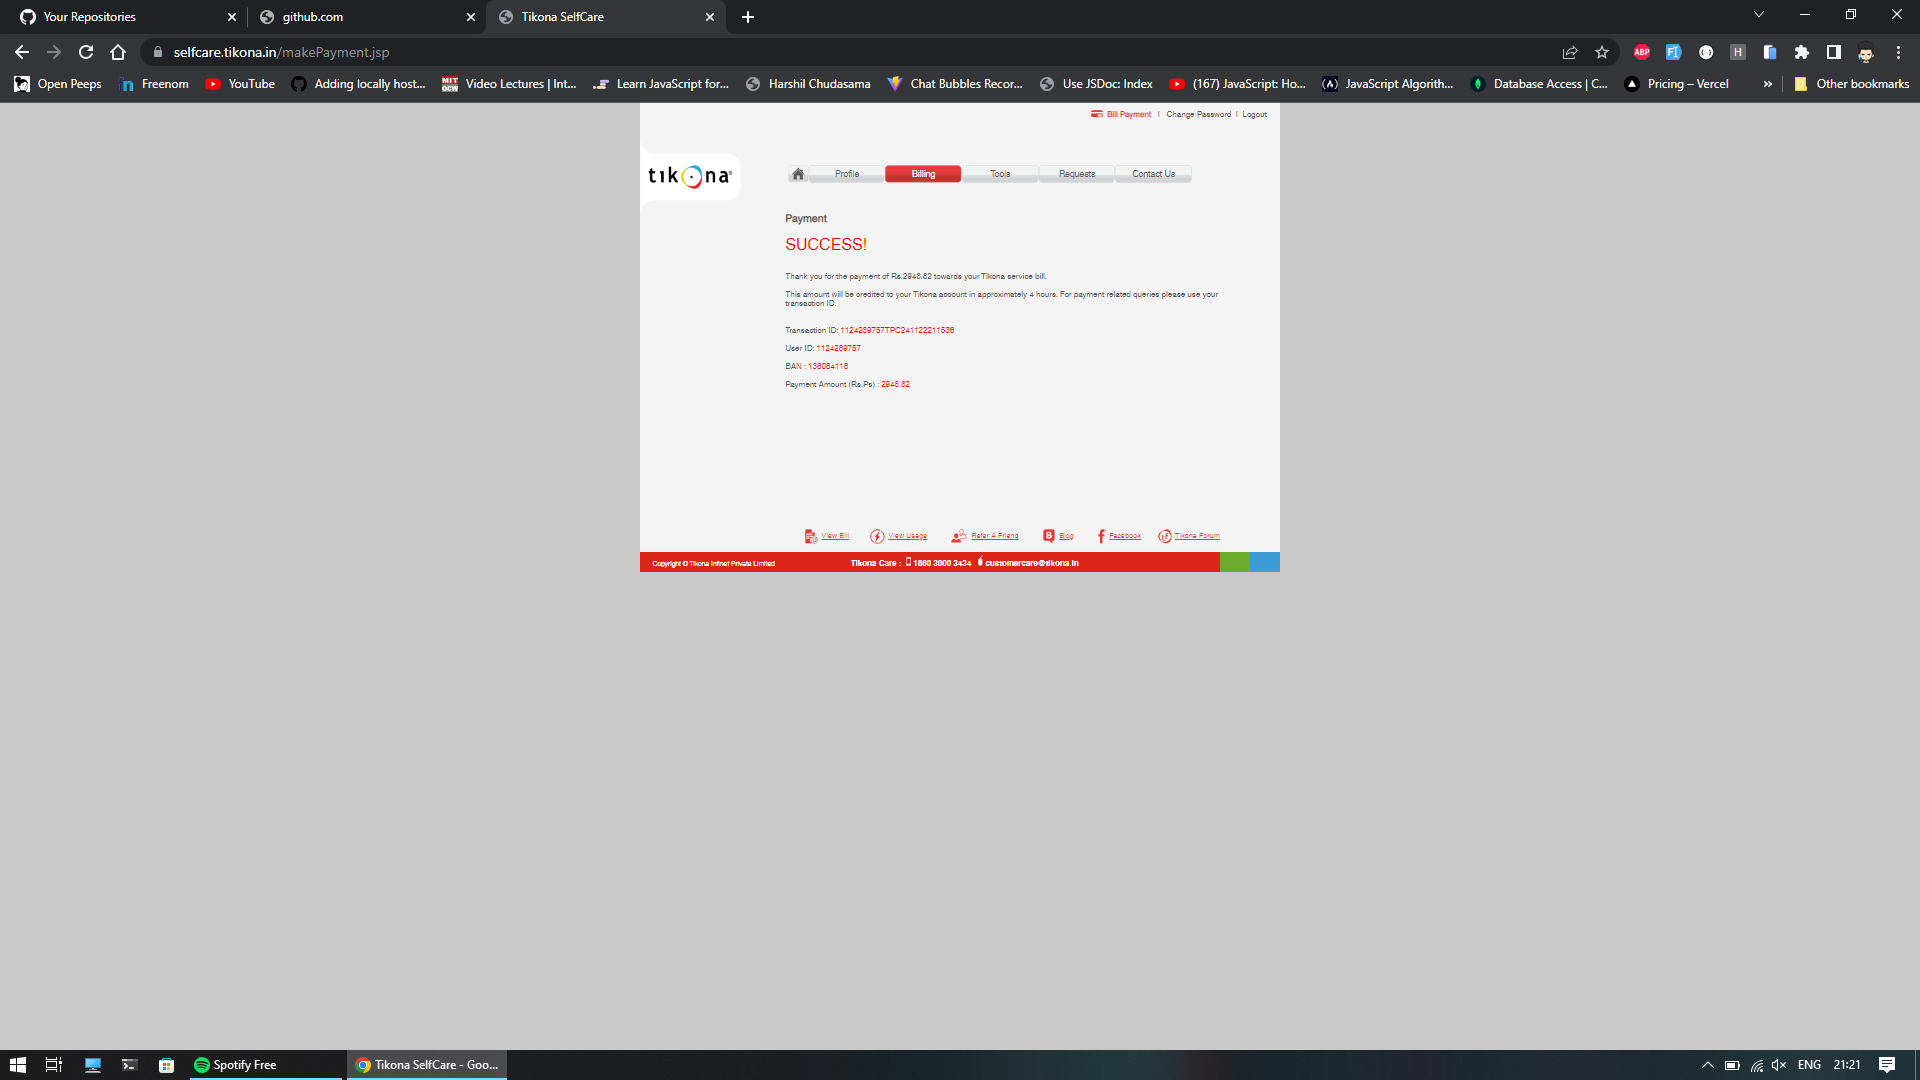 Your Repositories
github.com
Tikona SelfCare
selfcare.tikona.in/makePayment.jsp
ABP
H
Open Peeps
Freenom
YouTube
Adding locally host...
MIT OCW
Video Lectures | Int...
Learn JavaScript for...
Harshil Chudasama
Chat Bubbles Recor...
Use JSDoc: Index
(167) JavaScript: Ho...
JavaScript Algorith...
Database Access | C...
Pricing – Vercel
»
Other bookmarks
Bill Payment | Change Password | Logout
tikona
Profile
Billing
Tools
Requests
Contact Us
Payment
SUCCESS!
Thank you for the payment of Rs.2948.82 towards your Tikona service bill.
This amount will be credited to your Tikona account in approximately 4 hours. For payment related queries please use your
transaction ID.
Transaction ID: 1124289757TPC241122211536
User ID: 1124289757
BAN : 136084118
Payment Amount (Rs.Ps) : 2948.82
View Bill
View Usage
Refer A Friend
Blog
Facebook
Tikona Forum
Copyright © Tikona Infinet Private Limited
Tikona Care : 1860 3000 3434 customercare@tikona.in
Spotify Free
Tikona SelfCare - Goo...
ENG
21:21